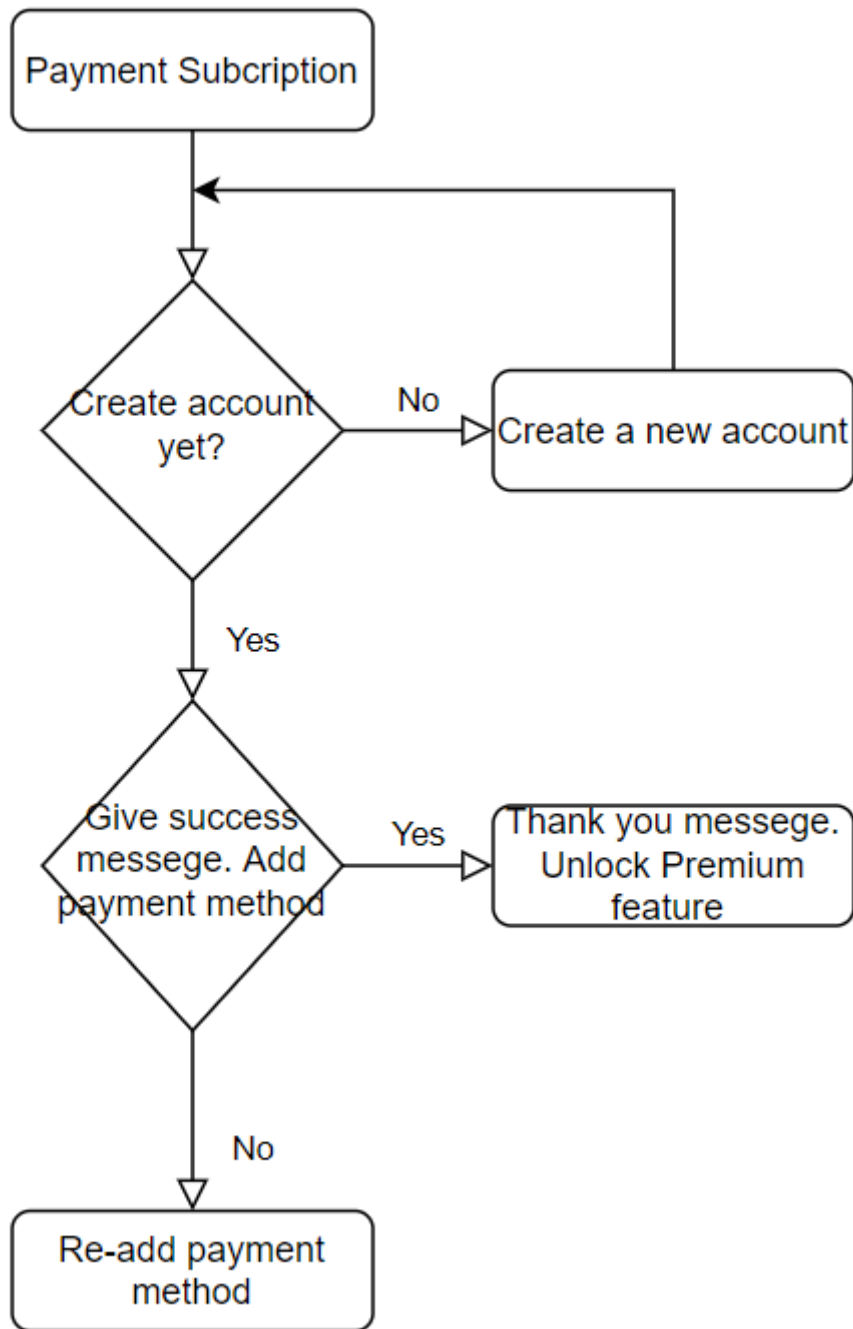 Payment Subcription
Create account
yet?
No
Create a new account
Yes
Give success
messege. Add
payment method
Yes
Thank you messege.
Unlock Premium
feature
No
Re-add payment
method